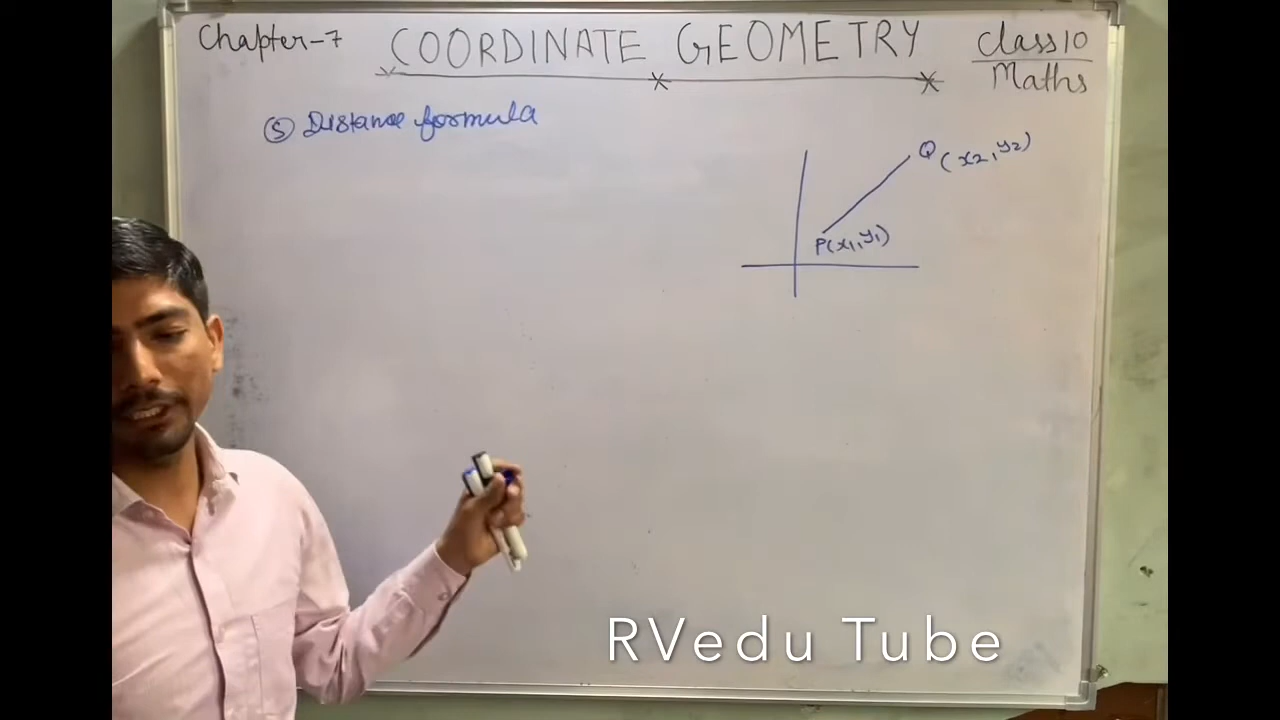 Chapter-7 COORDINATE GEOMETRY class 10
Maths
⑤ Distance formula
Q (x2, y2)
P(x1, y1)
RVedu Tube